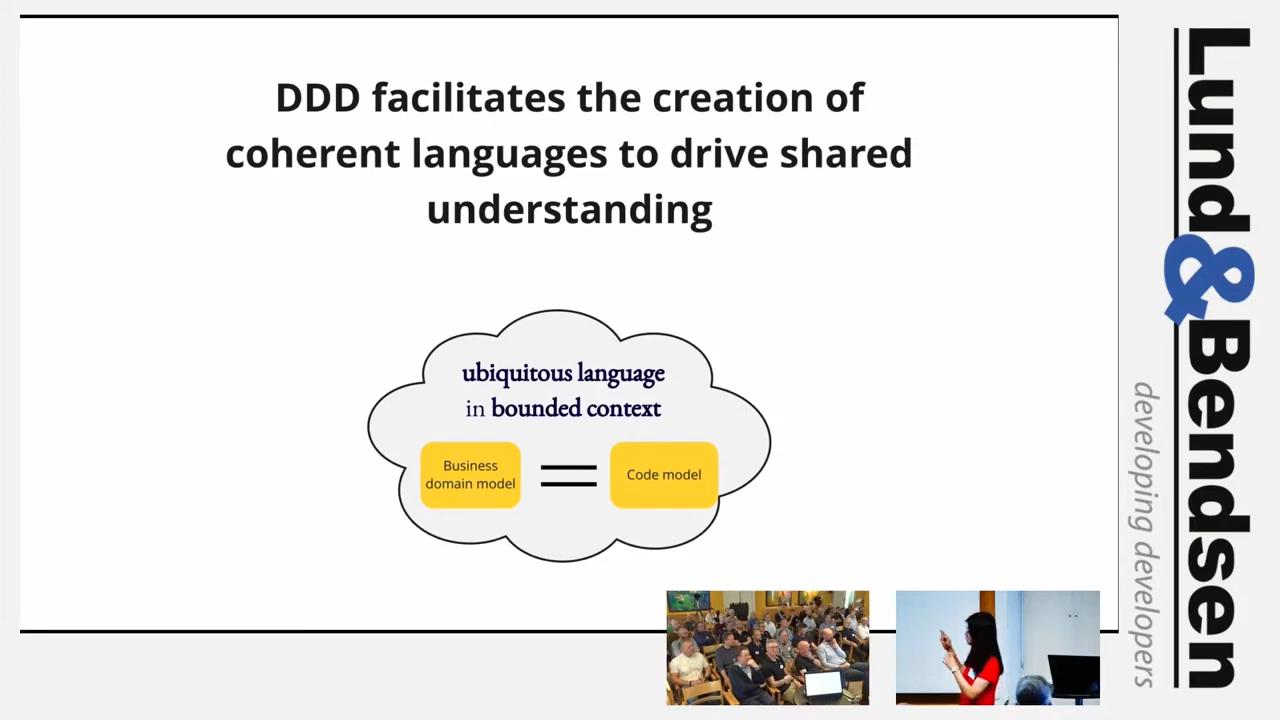 DDD facilitates the creation of
coherent languages to drive shared
understanding
ubiquitous language
in bounded context
Business
domain model
Code model
Lund & Bendsen
developing developers